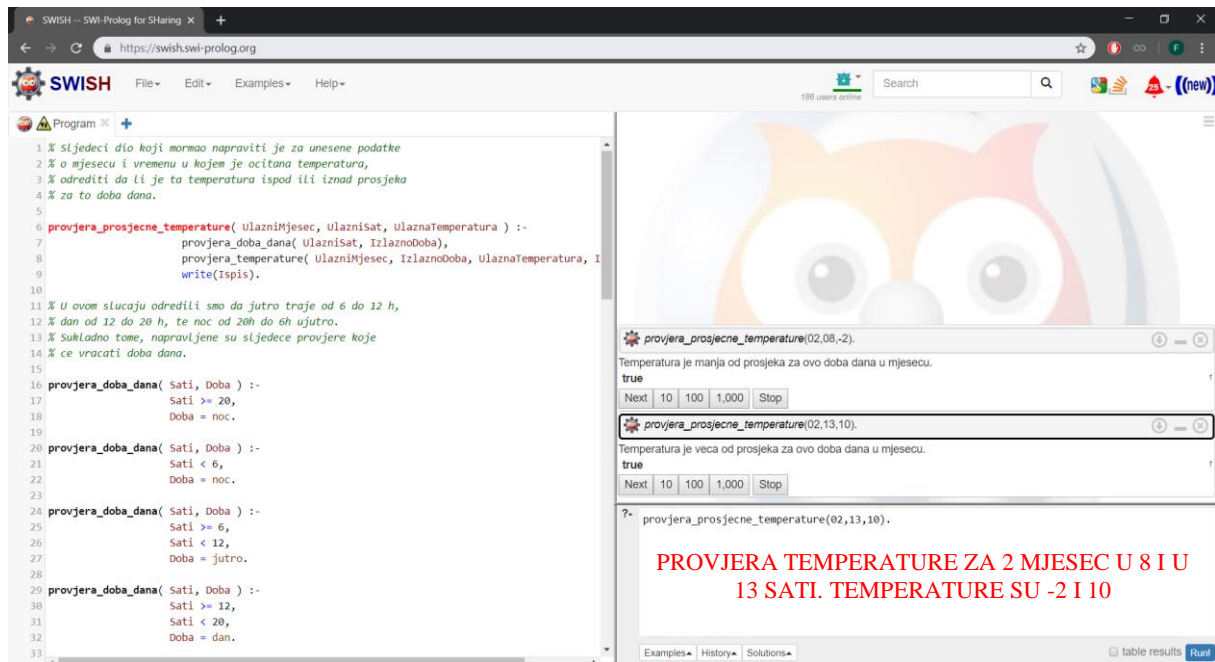 SWISH -- SWI-Prolog for SHaring × +
https://swish.swi-prolog.org
SWISH File Edit Examples Help
186 users online
Search
25
((new))
Program
1 % Sljedeci dio koji mormao napraviti je za unesene podatke
2 % o mjesecu i vremenu u kojem je ocitana temperatura,
3 % odrediti da li je ta temperatura ispod ili iznad prosjeka
4 % za to doba dana.
5
6 provjera_prosjecne_temperature( UlazniMjesec, UlazniSat, UlaznaTemperatura ) :-
7 provjera_doba_dana( UlazniSat, IzlaznoDoba),
8 provjera_temperature( UlazniMjesec, IzlaznoDoba, UlaznaTemperatura, I
9 write(Ispis).
10
11 % U ovom slucaju odredili smo da jutro traje od 6 do 12 h,
12 % dan od 12 do 20 h, te noc od 20h do 6h ujutro.
13 % Sukladno tome, napravljene su sljedece provjere koje
14 % ce vracati doba dana.
15
16 provjera_doba_dana( Sati, Doba ) :-
17 Sati >= 20,
18 Doba = noc.
19
20 provjera_doba_dana( Sati, Doba ) :-
21 Sati < 6,
22 Doba = noc.
23
24 provjera_doba_dana( Sati, Doba ) :-
25 Sati >= 6,
26 Sati < 12,
27 Doba = jutro.
28
29 provjera_doba_dana( Sati, Doba ) :-
30 Sati >= 12,
31 Sati < 20,
32 Doba = dan.
33
provjera_prosjecne_temperature(02,08,-2).
Temperatura je manja od prosjeka za ovo doba dana u mjesecu.
true 1
Next 10 100 1,000 Stop
provjera_prosjecne_temperature(02,13,10).
Temperatura je veca od prosjeka za ovo doba dana u mjesecu.
true 1
Next 10 100 1,000 Stop
?- provjera_prosjecne_temperature(02,13,10).
PROVJERA TEMPERATURE ZA 2 MJESEC U 8 I U
13 SATI. TEMPERATURE SU -2 I 10
Examples History Solutions table results Run!